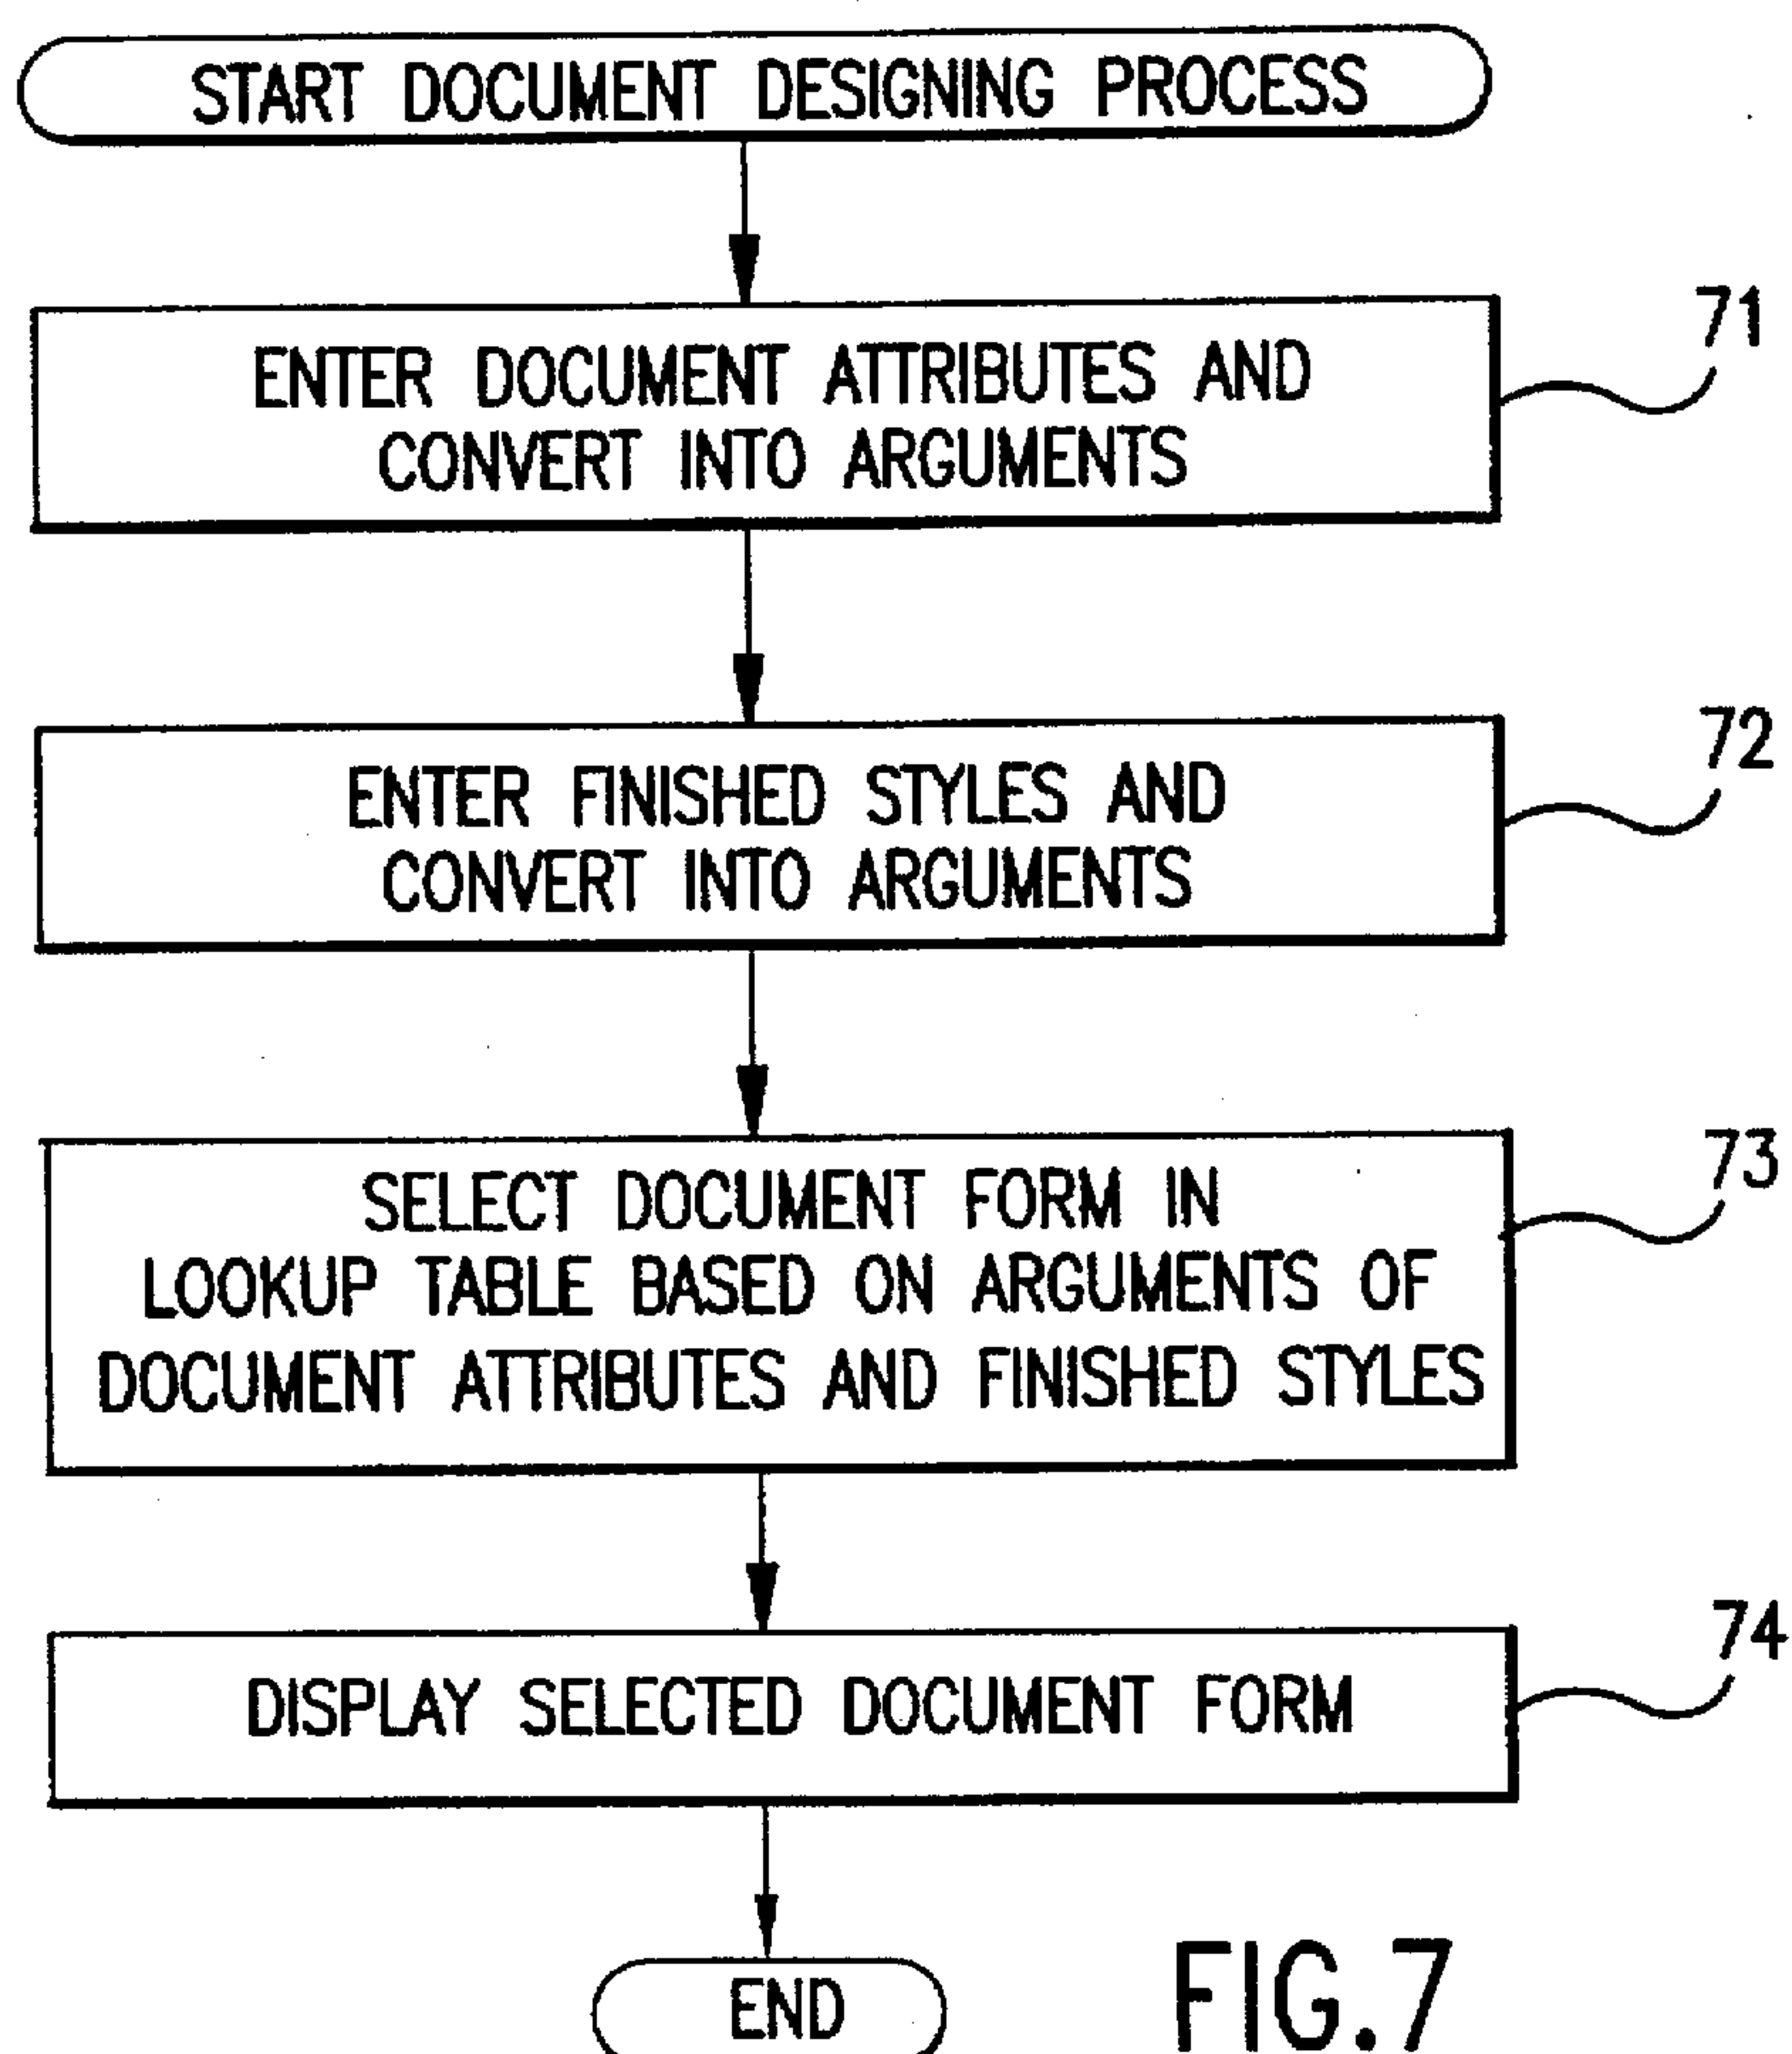 START DOCUMENT DESIGNING PROCESS
71
ENTER DOCUMENT ATTRIBUTES AND
CONVERT INTO ARGUMENTS
72
ENTER FINISHED STYLES AND
CONVERT INTO ARGUMENTS
73
SELECT DOCUMENT FORM IN
LOOKUP TABLE BASED ON ARGUMENTS OF
DOCUMENT ATTRIBUTES AND FINISHED STYLES
74
DISPLAY SELECTED DOCUMENT FORM
END
FIG.7